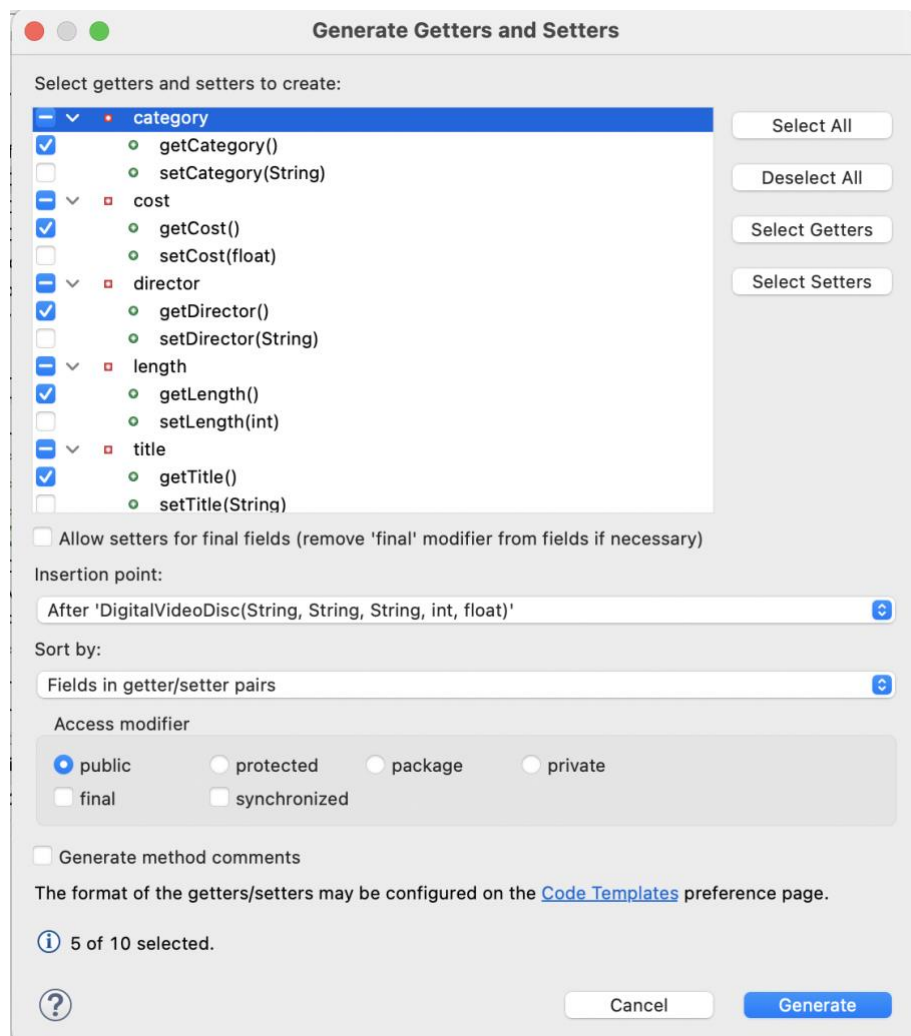 Generate Getters and Setters
Select getters and setters to create:
category
getCategory()
setCategory(String)
cost
getCost()
setCost(float)
director
getDirector()
setDirector(String)
length
getLength()
setLength(int)
title
getTitle()
setTitle(String)
Select All
Deselect All
Select Getters
Select Setters
Allow setters for final fields (remove 'final' modifier from fields if necessary)
Insertion point:
After 'DigitalVideoDisc(String, String, String, int, float)'
Sort by:
Fields in getter/setter pairs
Access modifier
public protected package private
final synchronized
Generate method comments
The format of the getters/setters may be configured on the Code Templates preference page.
5 of 10 selected.
Cancel Generate